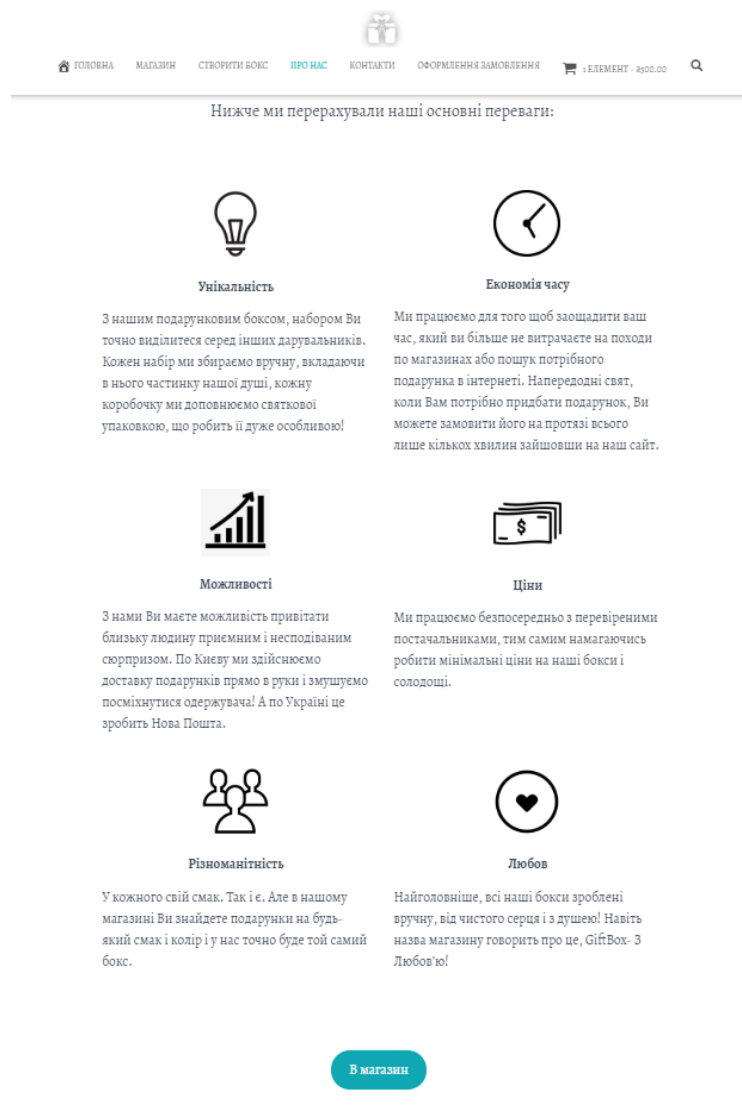 ГОЛОВНА МАГАЗИН СТВОРИТИ БОКС ПРО НАС КОНТАКТИ ОФОРМЛЕННЯ ЗАМОВЛЕННЯ 1 ЕЛЕМЕНТ - ₴500.00
Нижче ми перерахували наші основні переваги:
Унікальність
З нашим подарунковим боксом, набором Ви
точно виділитеся серед інших дарувальників.
Кожен набір ми збираємо вручну, вкладаючи
в нього частинку нашої душі, кожну
коробочку ми доповнюємо святкової
упаковкою, що робить її дуже особливою!
Економія часу
Ми працюємо для того щоб заощадити ваш
час, який ви більше не витрачаєте на походи
по магазинах або пошук потрібного
подарунка в інтернеті. Напередодні свят,
коли Вам потрібно придбати подарунок, Ви
можете замовити його на протязі всього
лише кількох хвилин зайшовши на наш сайт.
Можливості
З нами Ви маєте можливість привітати
близьку людину приємним і несподіваним
сюрпризом. По Києву ми здійснюємо
доставку подарунків прямо в руки і змушуємо
посміхнутися одержувача! А по Україні це
зробить Нова Пошта.
$
Ціни
Ми працюємо безпосередньо з перевіреними
постачальниками, тим самим намагаючись
робити мінімальні ціни на наші бокси і
солодощі.
Різноманітність
У кожного свій смак. Так і є. Але в нашому
магазині Ви знайдете подарунки на будь-
який смак і колір і у нас точно буде той самий
бокс.
Любов
Найголовніше, всі наші бокси зроблені
вручну, від чистого серця і з душею! Навіть
назва магазину говорить про це, GiftBox- З
Любов'ю!
В магазин